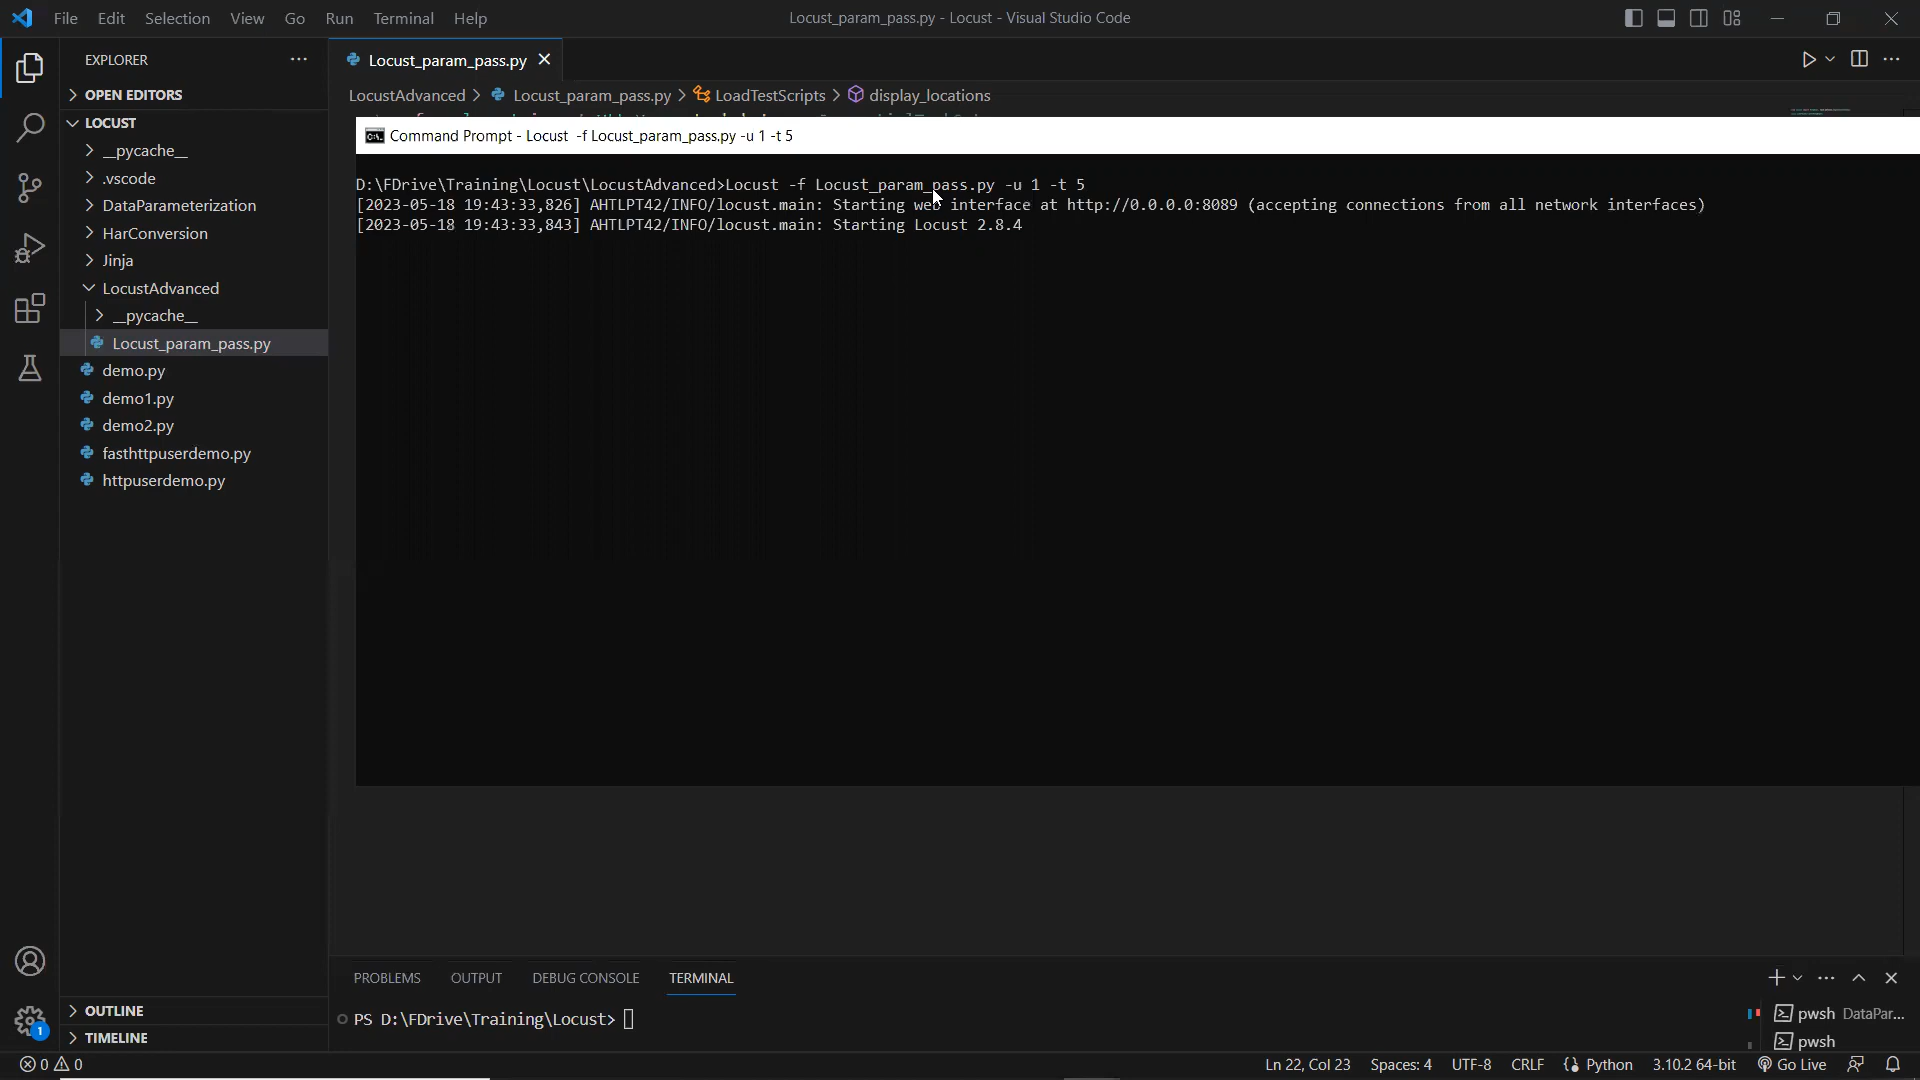 File Edit Selection View Go Run Terminal Help
Locust_param_pass.py - Locust - Visual Studio Code
EXPLORER
OPEN EDITORS
LOCUST
__pycache__
.vscode
DataParameterization
HarConversion
Jinja
LocustAdvanced
__pycache__
Locust_param_pass.py
demo.py
demo1.py
demo2.py
fasthttpuserdemo.py
httpuserdemo.py
OUTLINE
TIMELINE
Locust_param_pass.py
LocustAdvanced > Locust_param_pass.py > LoadTestScripts > display_locations
Command Prompt - Locust -f Locust_param_pass.py -u 1 -t 5
D:\FDrive\Training\Locust\LocustAdvanced>Locust -f Locust_param_pass.py -u 1 -t 5
[2023-05-18 19:43:33,826] AHTLPT42/INFO/locust.main: Starting web interface at http://0.0.0.0:8089 (accepting connections from all network interfaces)
[2023-05-18 19:43:33,843] AHTLPT42/INFO/locust.main: Starting Locust 2.8.4
PROBLEMS OUTPUT DEBUG CONSOLE TERMINAL
PS D:\FDrive\Training\Locust>
pwsh DataPar...
pwsh
1
0 0
Ln 22, Col 23 Spaces: 4 UTF-8 CRLF Python 3.10.2 64-bit Go Live